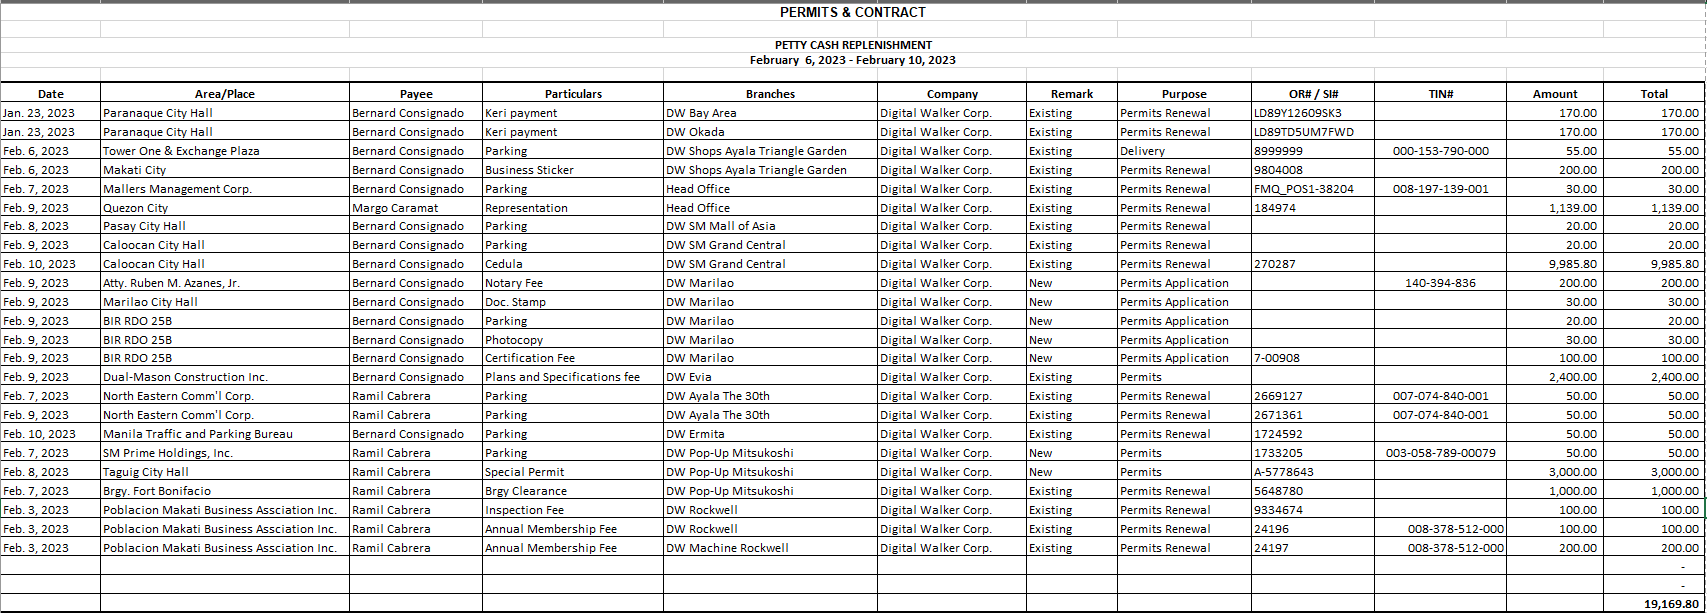 PERMITS & CONTRACT
PETTY CASH REPLENISHMENT
February 6, 2023 - February 10, 2023
Date Area/Place Payee Particulars Branches Company Remark Purpose OR# / SI# TIN# Amount Total
Jan. 23, 2023 Paranaque City Hall Bernard Consignado Keri payment DW Bay Area Digital Walker Corp. Existing Permits Renewal LD89Y12609SK3 170.00 170.00
Jan. 23, 2023 Paranaque City Hall Bernard Consignado Keri payment DW Okada Digital Walker Corp. Existing Permits Renewal LD89TD5UM7FWD 170.00 170.00
Feb. 6, 2023 Tower One & Exchange Plaza Bernard Consignado Parking DW Shops Ayala Triangle Garden Digital Walker Corp. Existing Delivery 8999999 000-153-790-000 55.00 55.00
Feb. 6, 2023 Makati City Bernard Consignado Business Sticker DW Shops Ayala Triangle Garden Digital Walker Corp. Existing Permits Renewal 9804008 200.00 200.00
Feb. 7, 2023 Mallers Management Corp. Bernard Consignado Parking Head Office Digital Walker Corp. Existing Permits Renewal FMQ_POS1-38204 008-197-139-001 30.00 30.00
Feb. 9, 2023 Quezon City Margo Caramat Representation Head Office Digital Walker Corp. Existing Permits Renewal 184974 1,139.00 1,139.00
Feb. 8, 2023 Pasay City Hall Bernard Consignado Parking DW SM Mall of Asia Digital Walker Corp. Existing Permits Renewal 20.00 20.00
Feb. 9, 2023 Caloocan City Hall Bernard Consignado Parking DW SM Grand Central Digital Walker Corp. Existing Permits Renewal 20.00 20.00
Feb. 10, 2023 Caloocan City Hall Bernard Consignado Cedula DW SM Grand Central Digital Walker Corp. Existing Permits Renewal 270287 9,985.80 9,985.80
Feb. 9, 2023 Atty. Ruben M. Azanes, Jr. Bernard Consignado Notary Fee DW Marilao Digital Walker Corp. New Permits Application 140-394-836 200.00 200.00
Feb. 9, 2023 Marilao City Hall Bernard Consignado Doc. Stamp DW Marilao Digital Walker Corp. New Permits Application 30.00 30.00
Feb. 9, 2023 BIR RDO 25B Bernard Consignado Parking DW Marilao Digital Walker Corp. New Permits Application 20.00 20.00
Feb. 9, 2023 BIR RDO 25B Bernard Consignado Photocopy DW Marilao Digital Walker Corp. New Permits Application 30.00 30.00
Feb. 9, 2023 BIR RDO 25B Bernard Consignado Certification Fee DW Marilao Digital Walker Corp. New Permits Application 7-00908 100.00 100.00
Feb. 9, 2023 Dual-Mason Construction Inc. Bernard Consignado Plans and Specifications fee DW Evia Digital Walker Corp. Existing Permits 2,400.00 2,400.00
Feb. 7, 2023 North Eastern Comm'l Corp. Ramil Cabrera Parking DW Ayala The 30th Digital Walker Corp. Existing Permits Renewal 2669127 007-074-840-001 50.00 50.00
Feb. 9, 2023 North Eastern Comm'l Corp. Ramil Cabrera Parking DW Ayala The 30th Digital Walker Corp. Existing Permits Renewal 2671361 007-074-840-001 50.00 50.00
Feb. 10, 2023 Manila Traffic and Parking Bureau Bernard Consignado Parking DW Ermita Digital Walker Corp. Existing Permits Renewal 1724592 50.00 50.00
Feb. 7, 2023 SM Prime Holdings, Inc. Ramil Cabrera Parking DW Pop-Up Mitsukoshi Digital Walker Corp. New Permits 1733205 003-058-789-00079 50.00 50.00
Feb. 8, 2023 Taguig City Hall Ramil Cabrera Special Permit DW Pop-Up Mitsukoshi Digital Walker Corp. New Permits A-5778643 3,000.00 3,000.00
Feb. 7, 2023 Brgy. Fort Bonifacio Ramil Cabrera Brgy Clearance DW Pop-Up Mitsukoshi Digital Walker Corp. Existing Permits Renewal 5648780 1,000.00 1,000.00
Feb. 3, 2023 Poblacion Makati Business Assciation Inc. Ramil Cabrera Inspection Fee DW Rockwell Digital Walker Corp. Existing Permits Renewal 9334674 100.00 100.00
Feb. 3, 2023 Poblacion Makati Business Assciation Inc. Ramil Cabrera Annual Membership Fee DW Rockwell Digital Walker Corp. Existing Permits Renewal 24196 008-378-512-000 100.00 100.00
Feb. 3, 2023 Poblacion Makati Business Assciation Inc. Ramil Cabrera Annual Membership Fee DW Machine Rockwell Digital Walker Corp. Existing Permits Renewal 24197 008-378-512-000 200.00 200.00
-
-
19,169.80